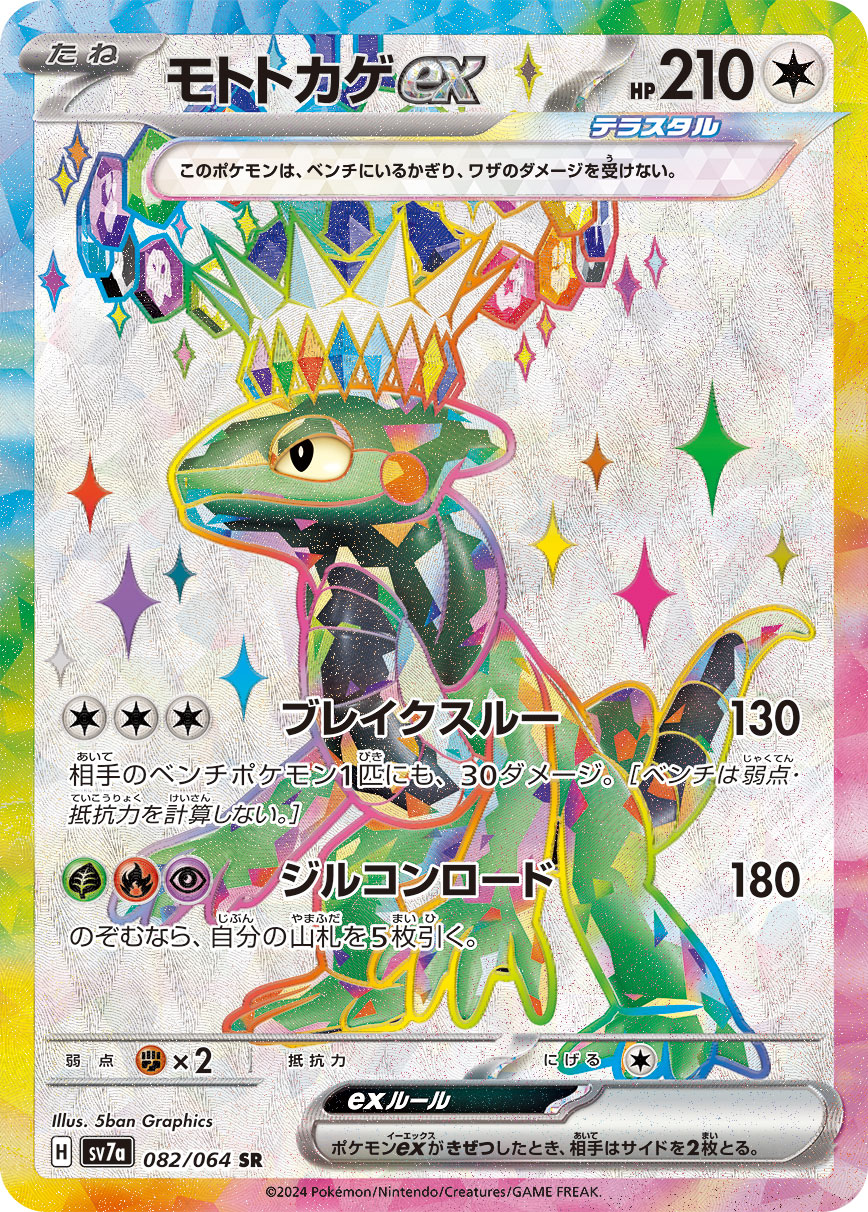 たね
モトトカゲex
HP 210
テラスタル
このポケモンは、ベンチにいるかぎり、ワザのダメージを受けない。
ブレイクスルー 130
相手のベンチポケモン1匹にも、30ダメージ。［ベンチは弱点・
抵抗力を計算しない。］
ジルコンロード 180
のぞむなら、自分の山札を5枚引く。
弱点 ×2 抵抗力 にげる
exルール
ポケモンexがきぜつしたとき、相手はサイドを2枚とる。
Illus. 5ban Graphics
H sv7a 082/064 SR
©2024 Pokémon/Nintendo/Creatures/GAME FREAK.